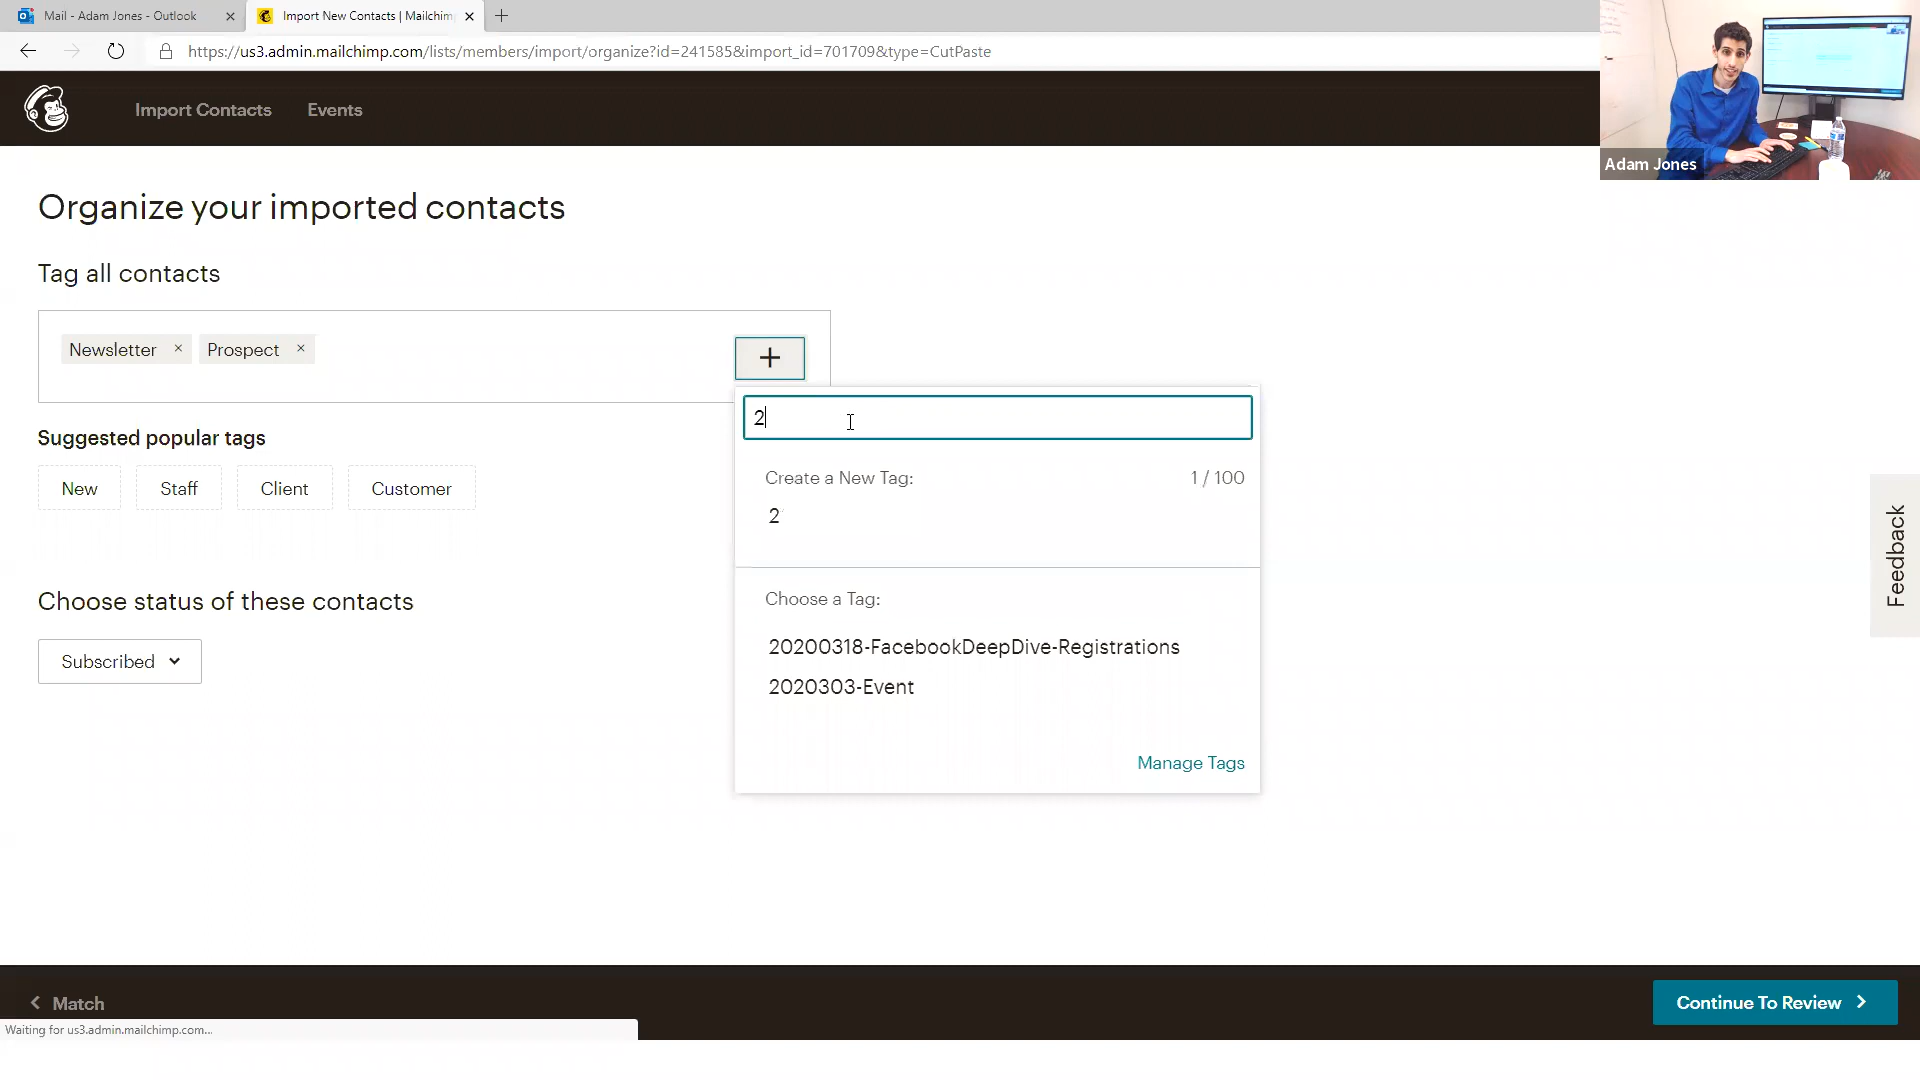 Mail - Adam Jones - Outlook
Import New Contacts | Mailchim
https://us3.admin.mailchimp.com/lists/members/import/organize?id=241585&import_id=701709&type=CutPaste
Import Contacts
Events
Adam Jones
Organize your imported contacts
Tag all contacts
Newsletter ×
Prospect ×
+
2
Suggested popular tags
New
Staff
Client
Customer
Create a New Tag:
1 / 100
2
Choose a Tag:
20200318-FacebookDeepDive-Registrations
2020303-Event
Manage Tags
Choose status of these contacts
Subscribed
Feedback
Match
Continue To Review
Waiting for us3.admin.mailchimp.com...